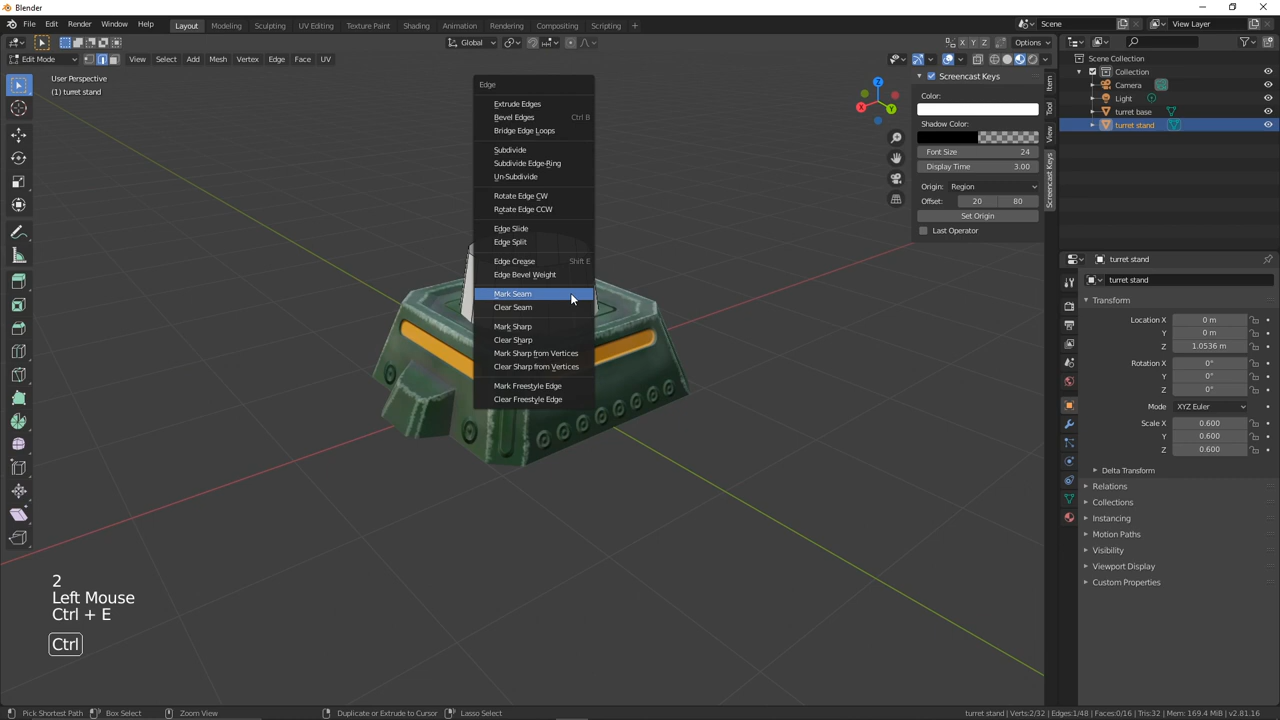 Blender
File Edit Render Window Help Layout Modeling Sculpting UV Editing Texture Paint Shading Animation Rendering Compositing Scripting + Scene View Layer
Global X Y Z Options
Edit Mode View Select Add Mesh Vertex Edge Face UV
User Perspective
(1) turret stand
Edge
Extrude Edges
Bevel Edges Ctrl B
Bridge Edge Loops
Subdivide
Subdivide Edge-Ring
Un-Subdivide
Rotate Edge CW
Rotate Edge CCW
Edge Slide
Edge Split
Edge Crease Shift E
Edge Bevel Weight
Mark Seam
Clear Seam
Mark Sharp
Clear Sharp
Mark Sharp from Vertices
Clear Sharp from Vertices
Mark Freestyle Edge
Clear Freestyle Edge
X Y Z
Screencast Keys
Color:
Shadow Color:
Font Size 24
Display Time 3.00
Origin: Region
Offset: 20 80
Set Origin
Last Operator
Item
Tool
View
Screencast Keys
Scene Collection
Collection
Camera
Light
turret base
turret stand
turret stand
turret stand
Transform
Location X 0 m
Y 0 m
Z 1.0536 m
Rotation X 0°
Y 0°
Z 0°
Mode XYZ Euler
Scale X 0.600
Y 0.600
Z 0.600
Delta Transform
Relations
Collections
Instancing
Motion Paths
Visibility
Viewport Display
Custom Properties
2
Left Mouse
Ctrl + E
Ctrl
Pick Shortest Path Box Select Zoom View Duplicate or Extrude to Cursor Lasso Select turret stand | Verts:2/32 | Edges:1/48 | Faces:0/16 | Tris:32 | Mem: 169.4 MiB | v2.81.16